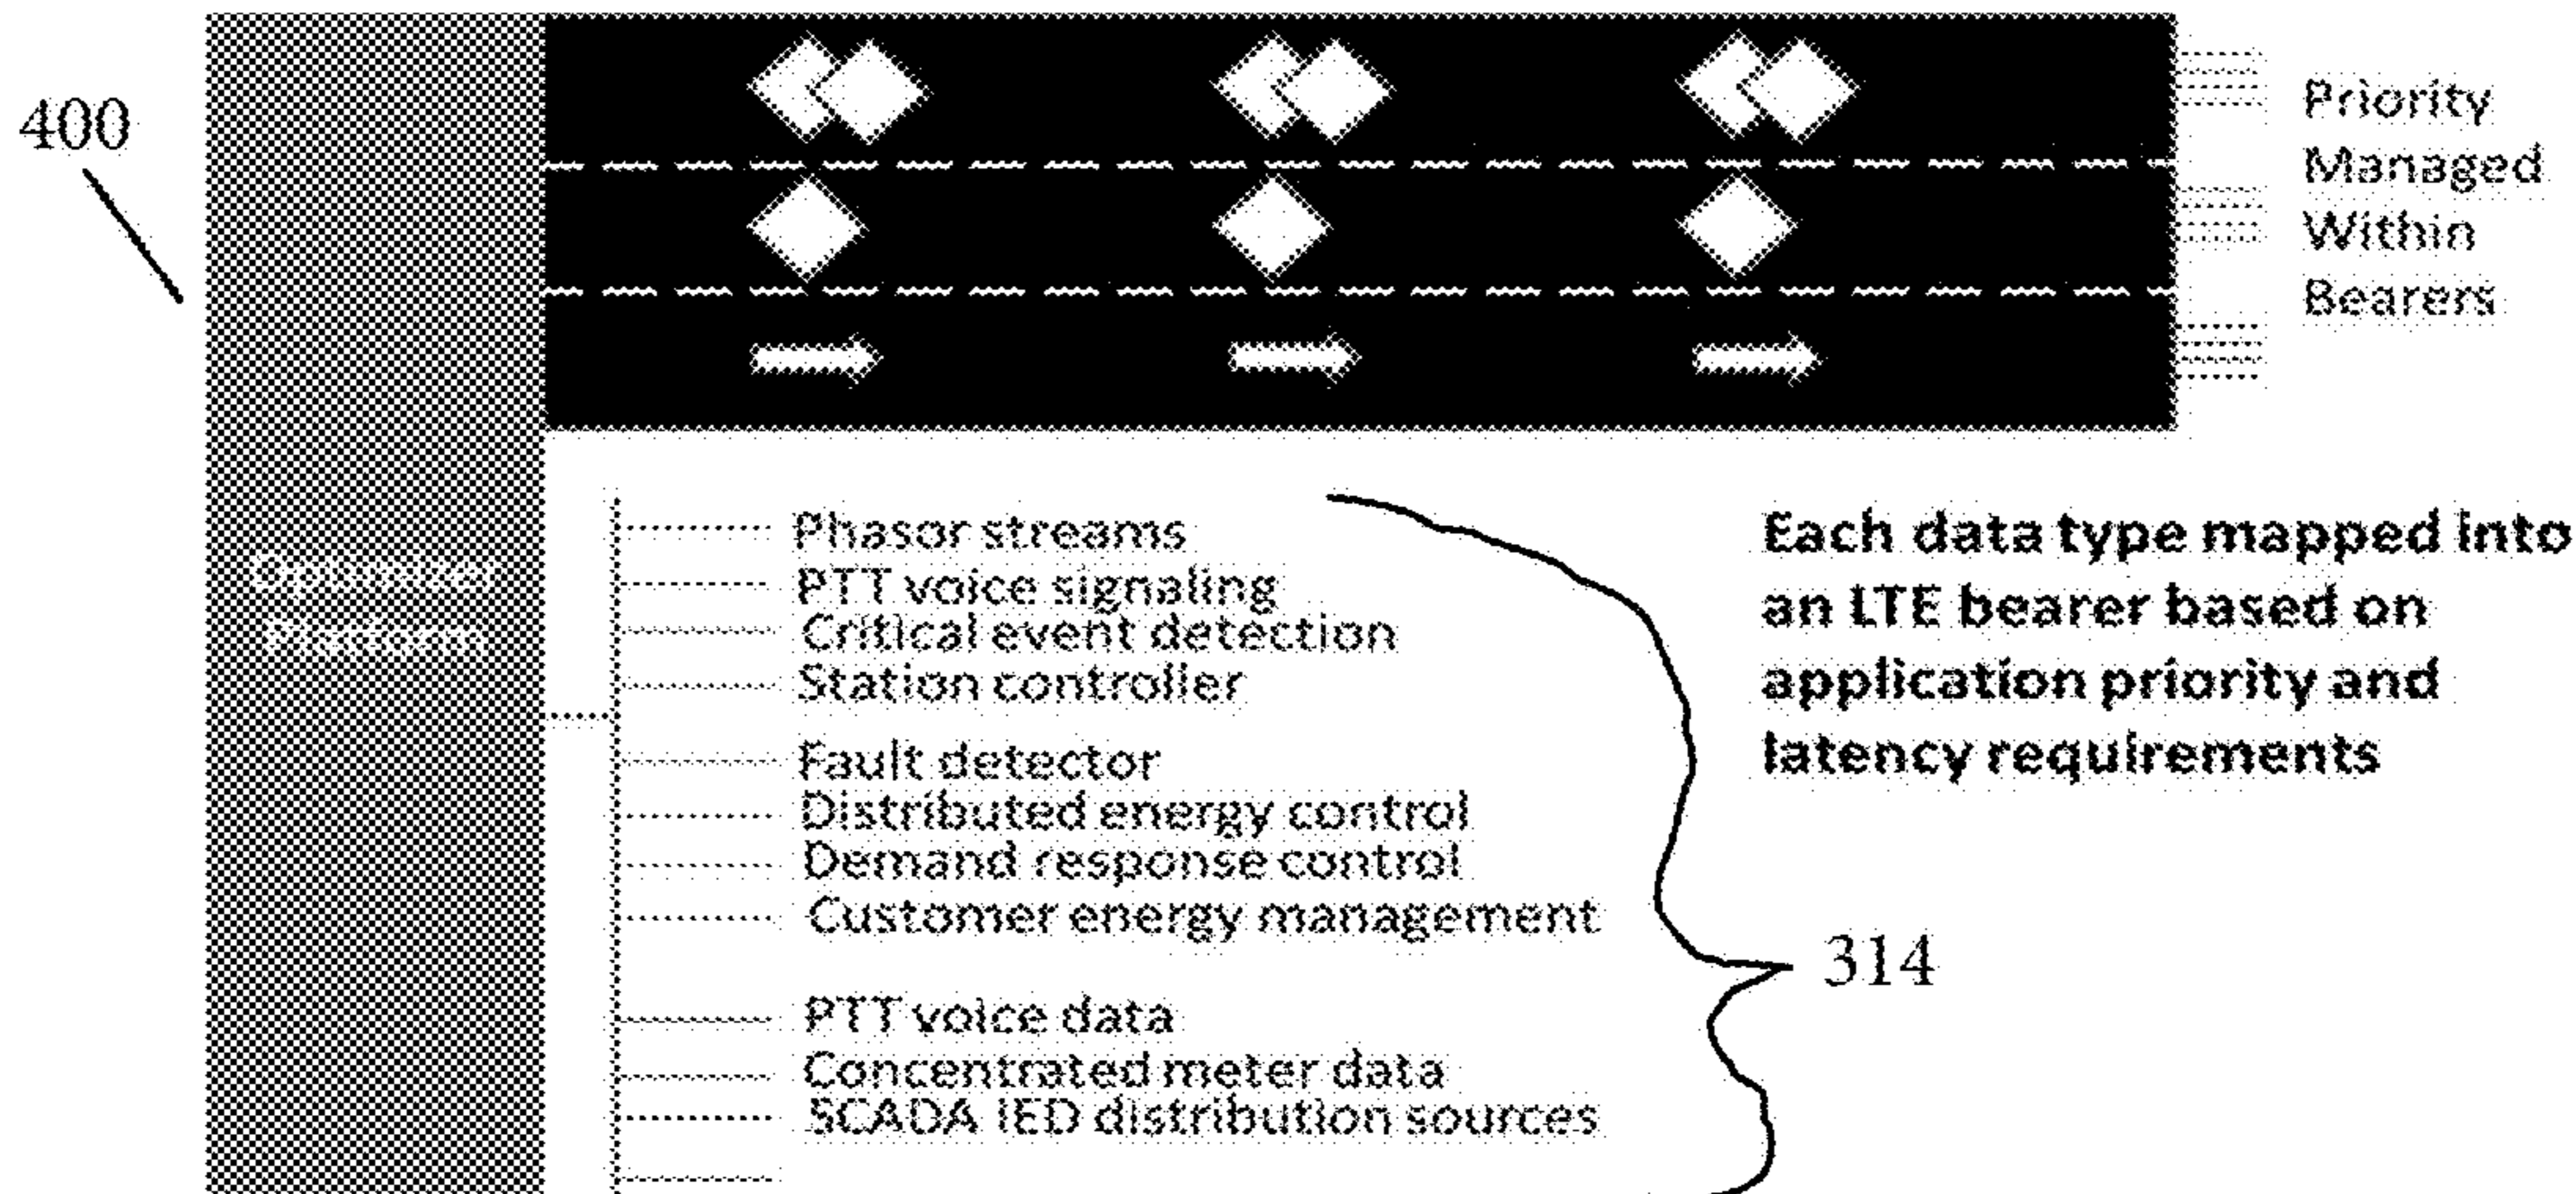 400
Priority
Managed
Within
Bearers
Optimizer
Platform
Phasor streams
PTT voice signaling
Critical event detection
Station controller
Fault detector
Distributed energy control
Demand response control
Customer energy management
PTT voice data
Concentrated meter data
SCADA IED distribution sources
Each data type mapped into
an LTE bearer based on
application priority and
latency requirements
314